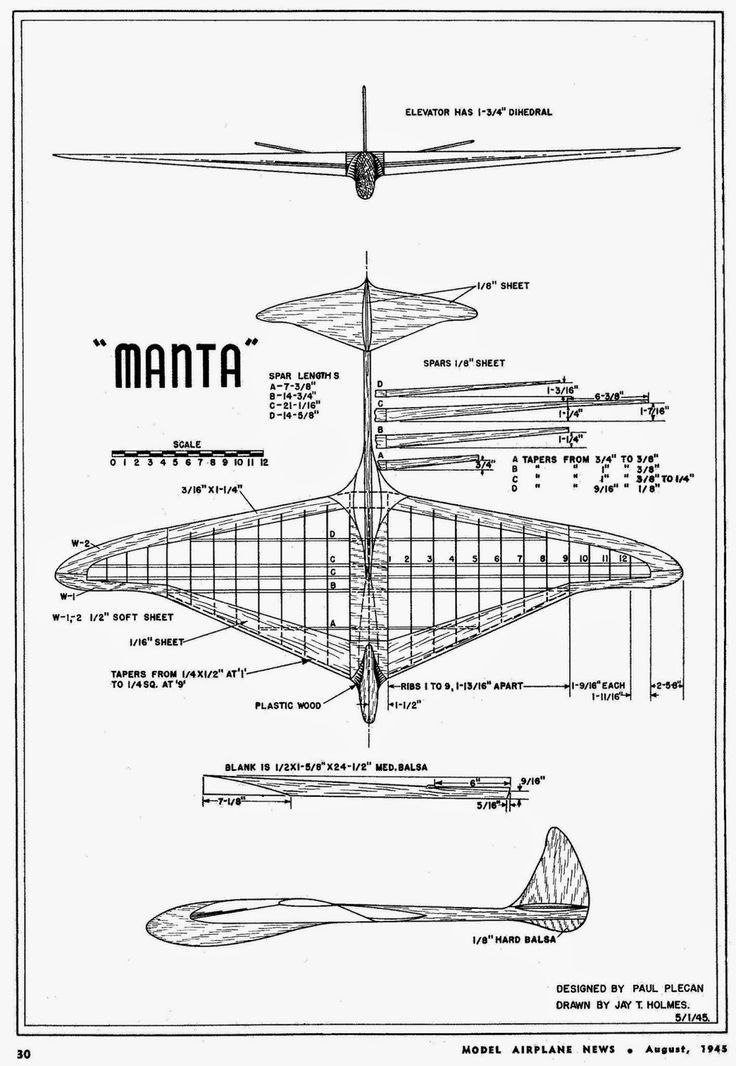 ELEVATOR HAS 1-3/4" DIHEDRAL
1/8" SHEET
"MANTA"
SPAR LENGTHS
A-7-3/8"
B-14-3/4"
C-21-1/16"
D-14-5/8"
SPARS 1/8" SHEET
D
1-3/16"
6-3/8"
C
1-1/4"
1-7/16"
B
1-1/4"
A
3/4"
A TAPERS FROM 3/4" TO 3/8"
B " " 1" " 3/8"
C " " 1" " 3/8" TO 1/4"
D " " 9/16" " 1/8"
SCALE
0 1 2 3 4 5 6 7 8 9 10 11 12
3/16" X 1-1/4"
W-2
D
C
C
B
A
1 2 3 4 5 6 7 8 9 10 11 12
W-1
W-1,-2 1/2" SOFT SHEET
1/16" SHEET
TAPERS FROM 1/4 X 1/2" AT '1'
TO 1/4 SQ. AT '9'
PLASTIC WOOD
1-1/2"
RIBS 1 TO 9, 1-13/16" APART
1-9/16" EACH
1-11/16"
2-5/8"
BLANK IS 1/2X1-5/8"X24-1/2" MED. BALSA
6"
9/16"
7-1/8"
5/16"
1/8" HARD BALSA
DESIGNED BY PAUL PLECAN
DRAWN BY JAY T. HOLMES.
5/1/45.
30
MODEL AIRPLANE NEWS • August, 1945